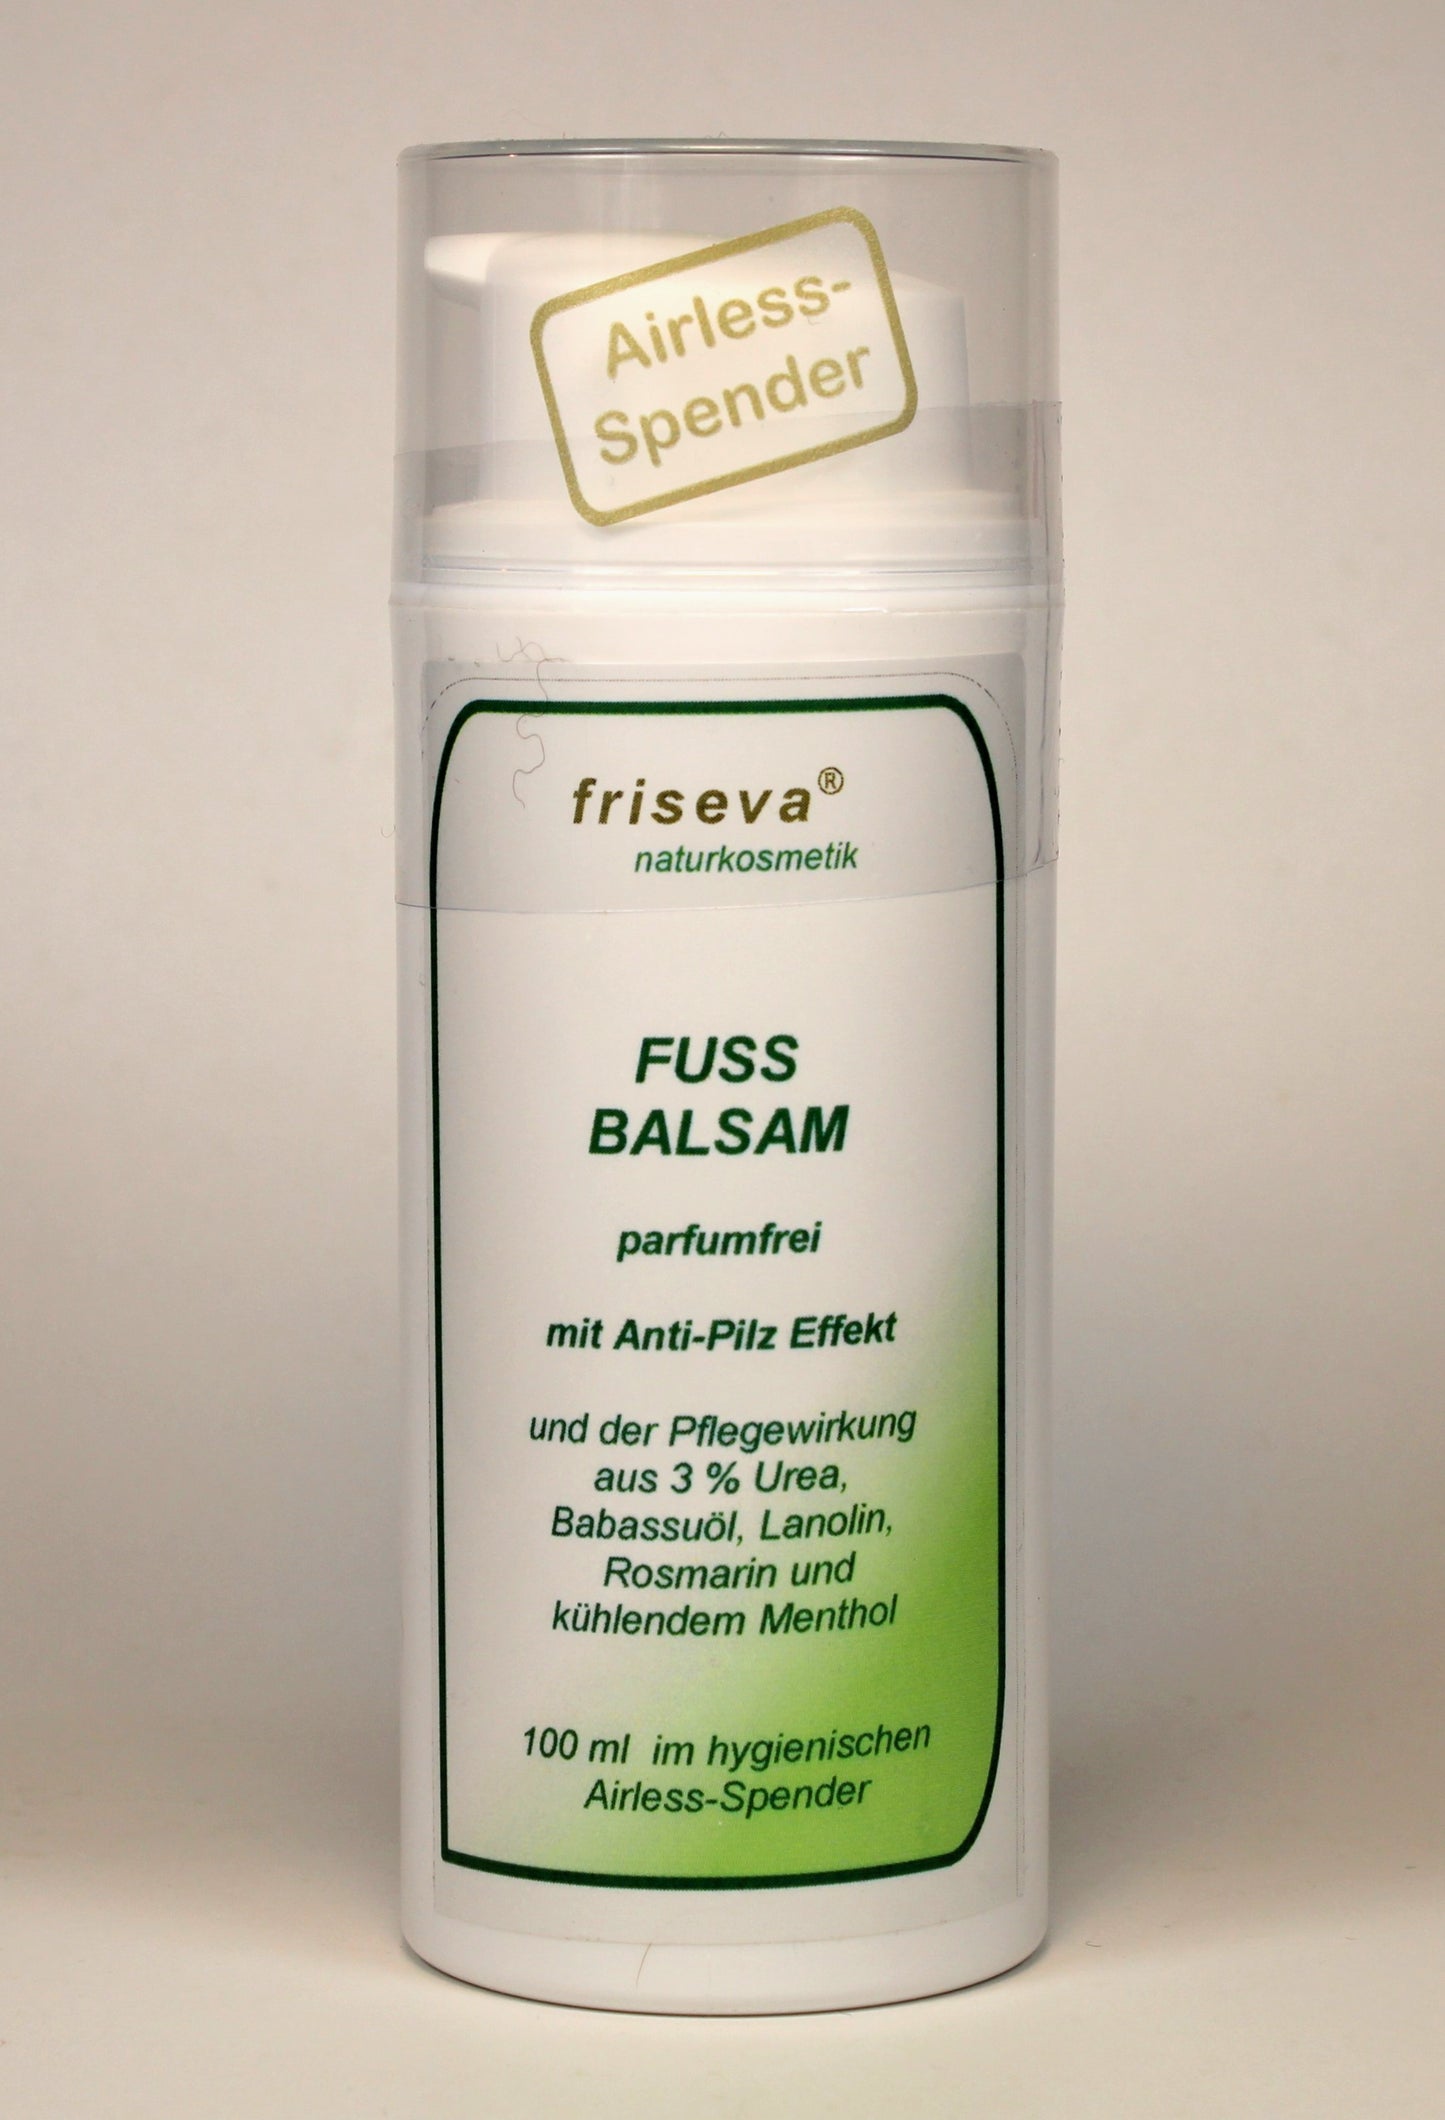 Airless-
Spender
friseva®
naturkosmetik
FUSS
BALSAM
parfumfrei
mit Anti-Pilz Effekt
und der Pflegewirkung
aus 3 % Urea,
Babassuöl, Lanolin,
Rosmarin und
kühlendem Menthol
100 ml im hygienischen
Airless-Spender